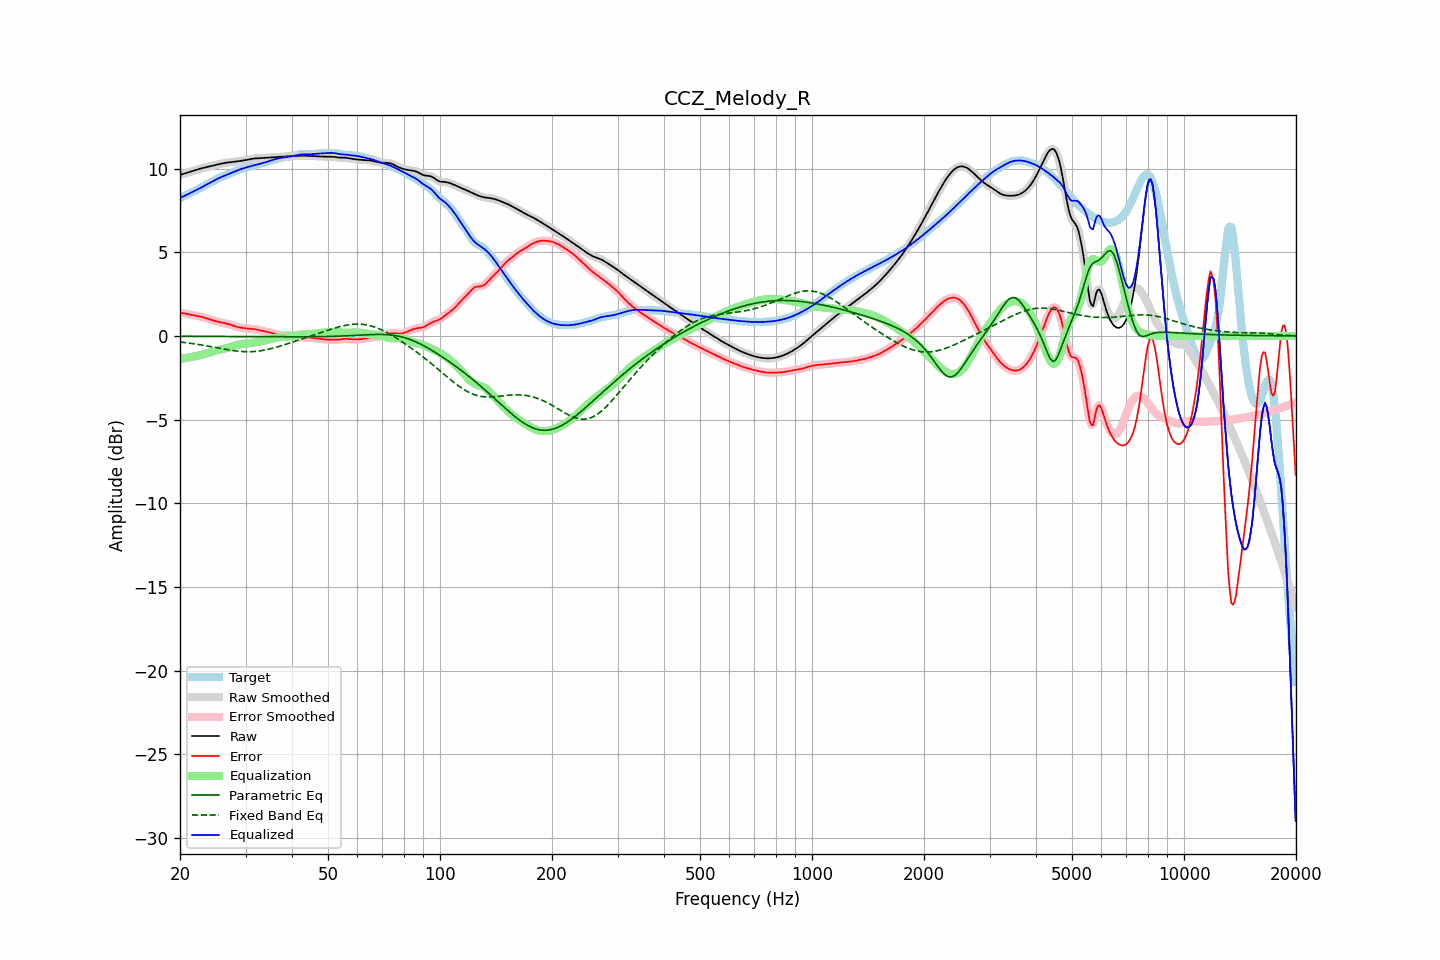 CCZ_Melody_R
Amplitude (dBr)
10
5
0
−5
−10
−15
−20
−25
−30
Target
Raw Smoothed
Error Smoothed
Raw
Error
Equalization
Parametric Eq
Fixed Band Eq
Equalized
20 50 100 200 500 1000 2000 5000 10000 20000
Frequency (Hz)